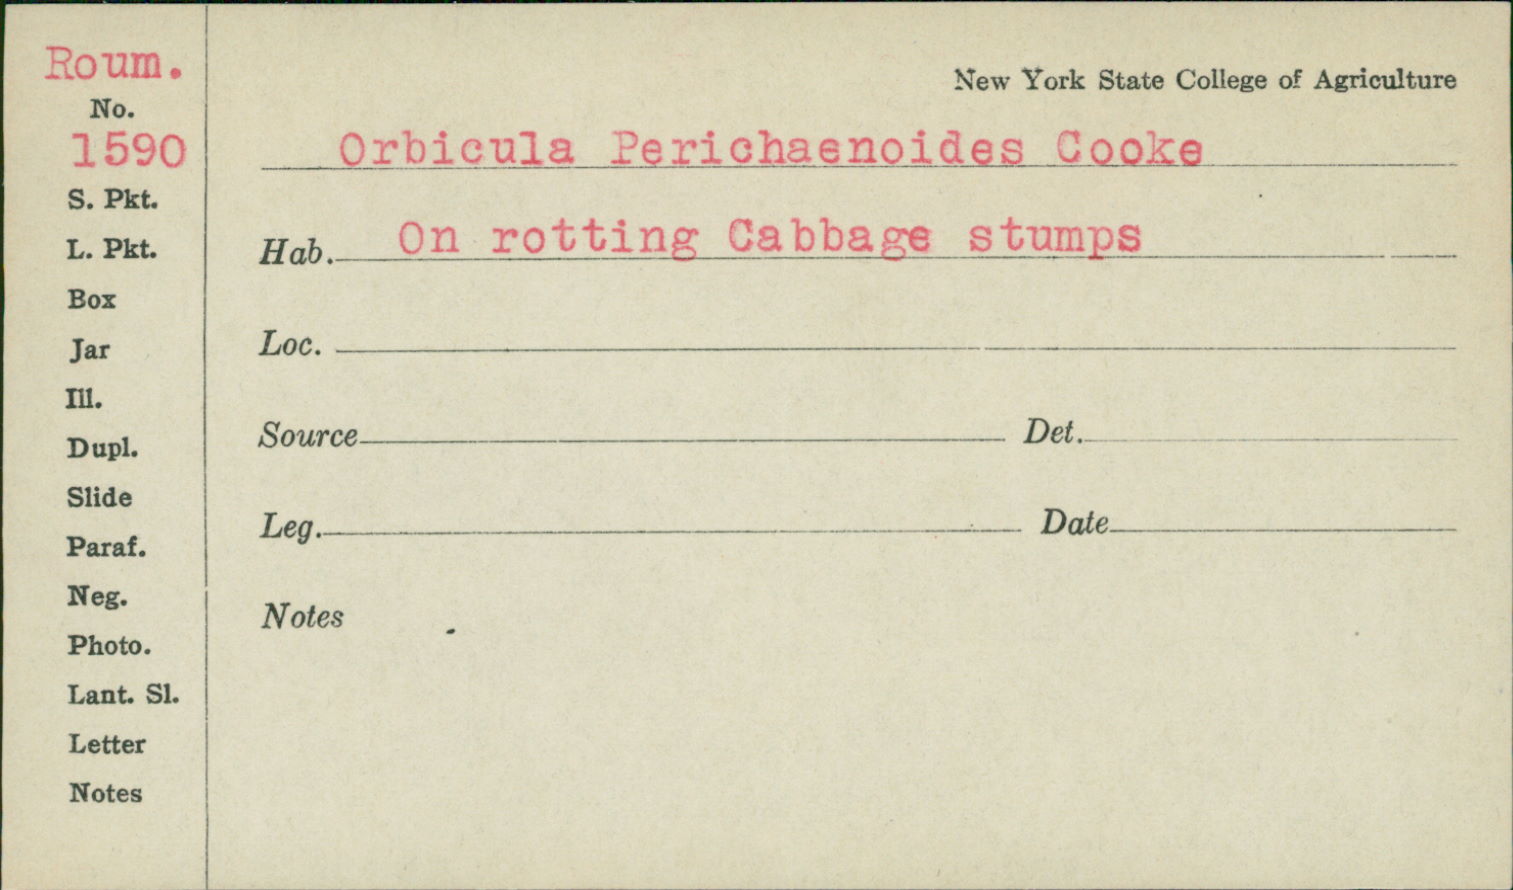 Roum.
No.
1590
S. Pkt.
L. Pkt.
Box
Jar
Ill.
Dupl.
Slide
Paraf.
Neg.
Photo.
Lant. Sl.
Letter
Notes
New York State College of Agriculture
Orbicula Perichaenoides Cooke
Hab. On rotting Cabbage stumps
Loc.
Source Det.
Leg. Date
Notes